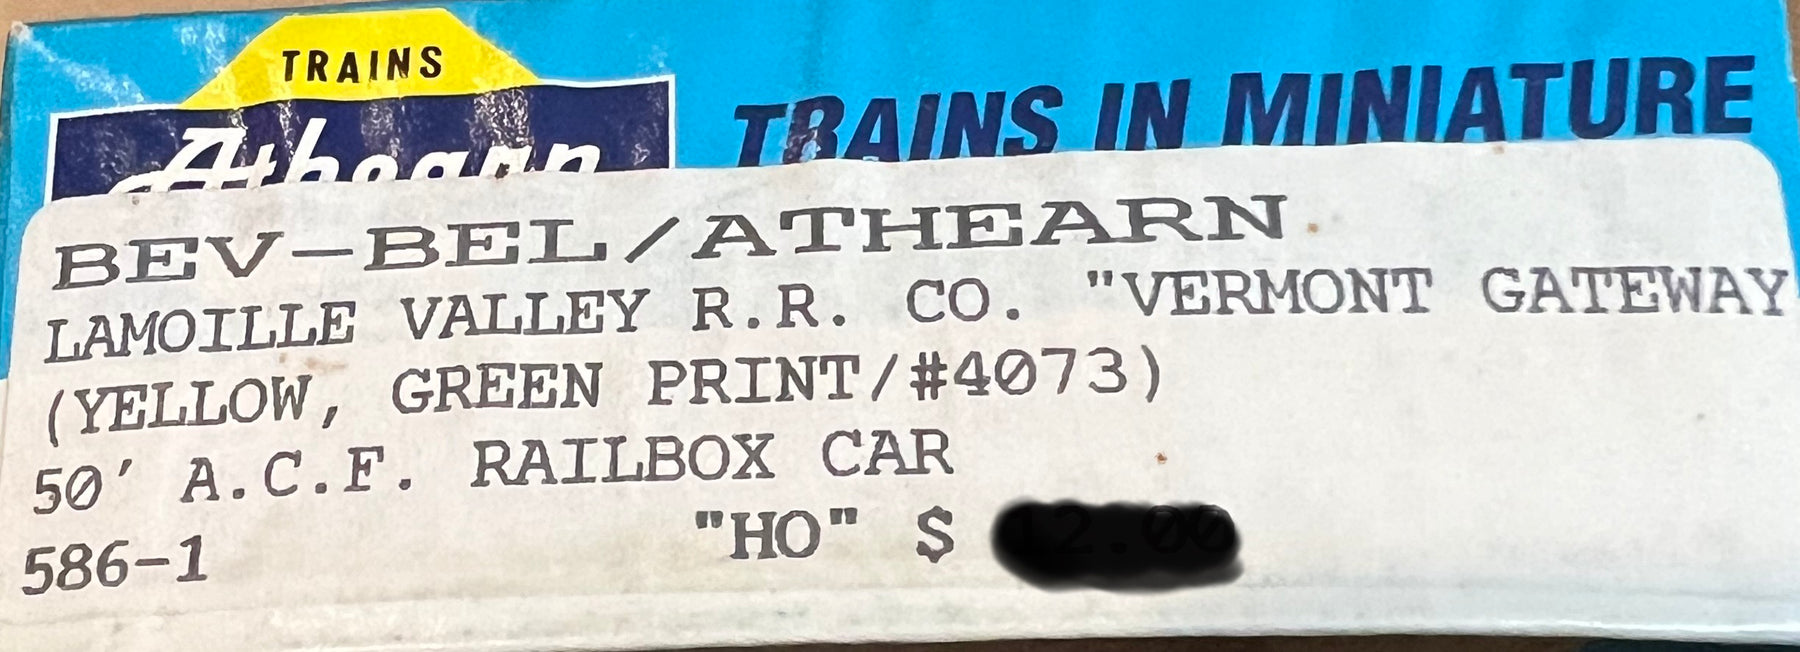 TRAINS
Athearn
TRAINS IN MINIATURE
BEV-BEL/ATHEARN
LAMOILLE VALLEY R.R. CO. "VERMONT GATEWAY
(YELLOW, GREEN PRINT/#4073)
50' A.C.F. RAILBOX CAR
"HO" $
586-1